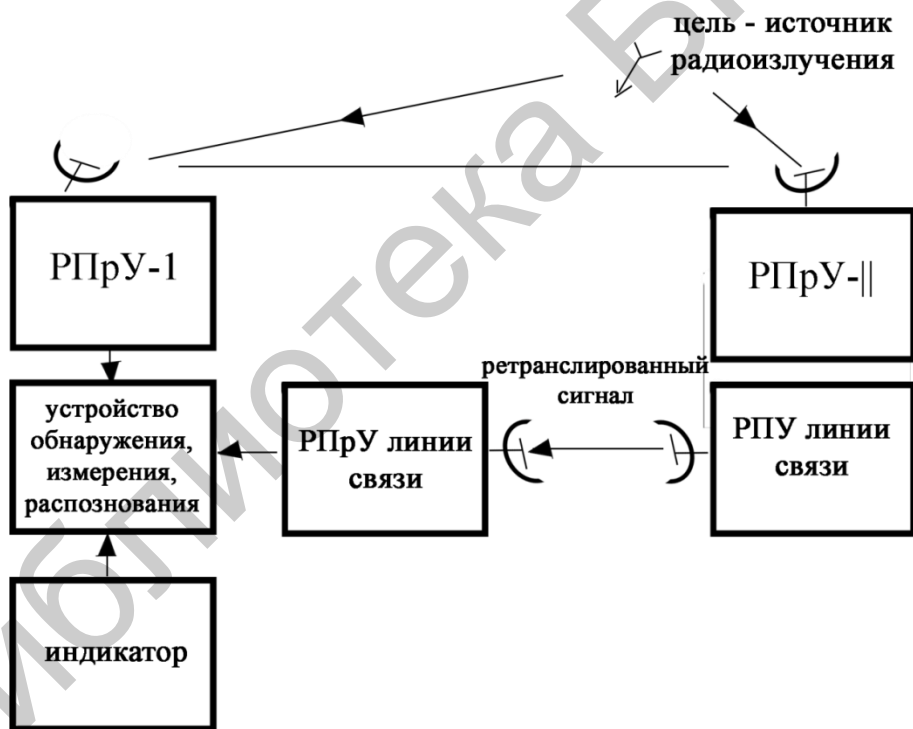 цель - источник
радиоизлучения
РПрУ-1
РПрУ-||
ретранслированный
сигнал
устройство
обнаружения,
измерения,
распознования
РПрУ линии
связи
РПУ линии
связи
индикатор
иблиотека Б